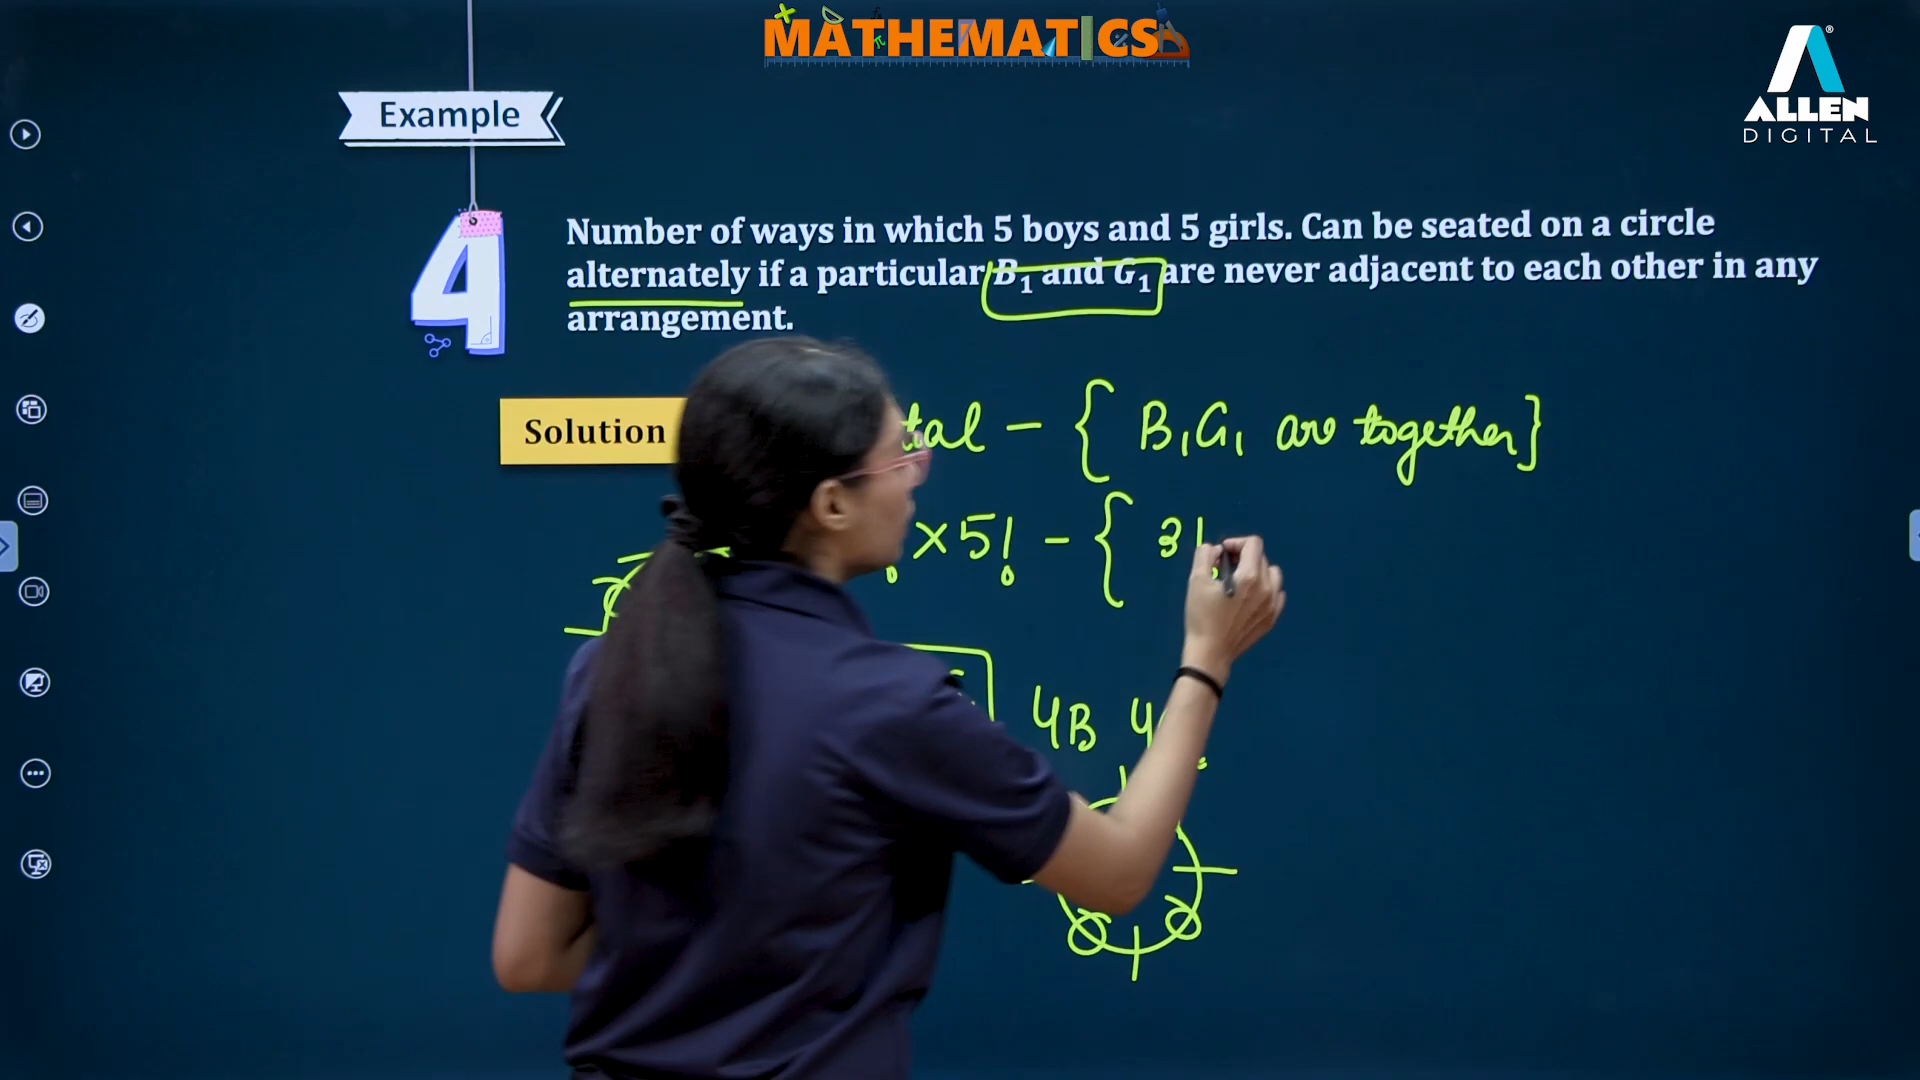 MATHEMATICS
ALLEN
DIGITAL
Example
4
Number of ways in which 5 boys and 5 girls. Can be seated on a circle
alternately if a particular B₁ and G₁ are never adjacent to each other in any
arrangement.
Solution
tal – { B₁G₁ are together}
! × 5! – { 3!
4B 4